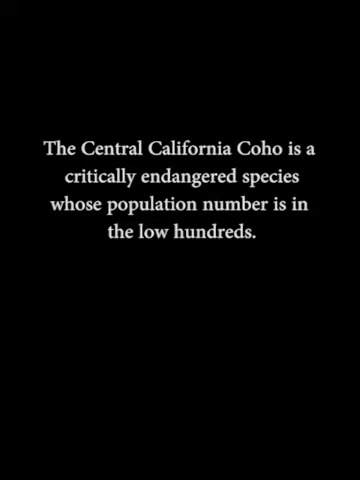 The Central California Coho is a
critically endangered species
whose population number is in
the low hundreds.